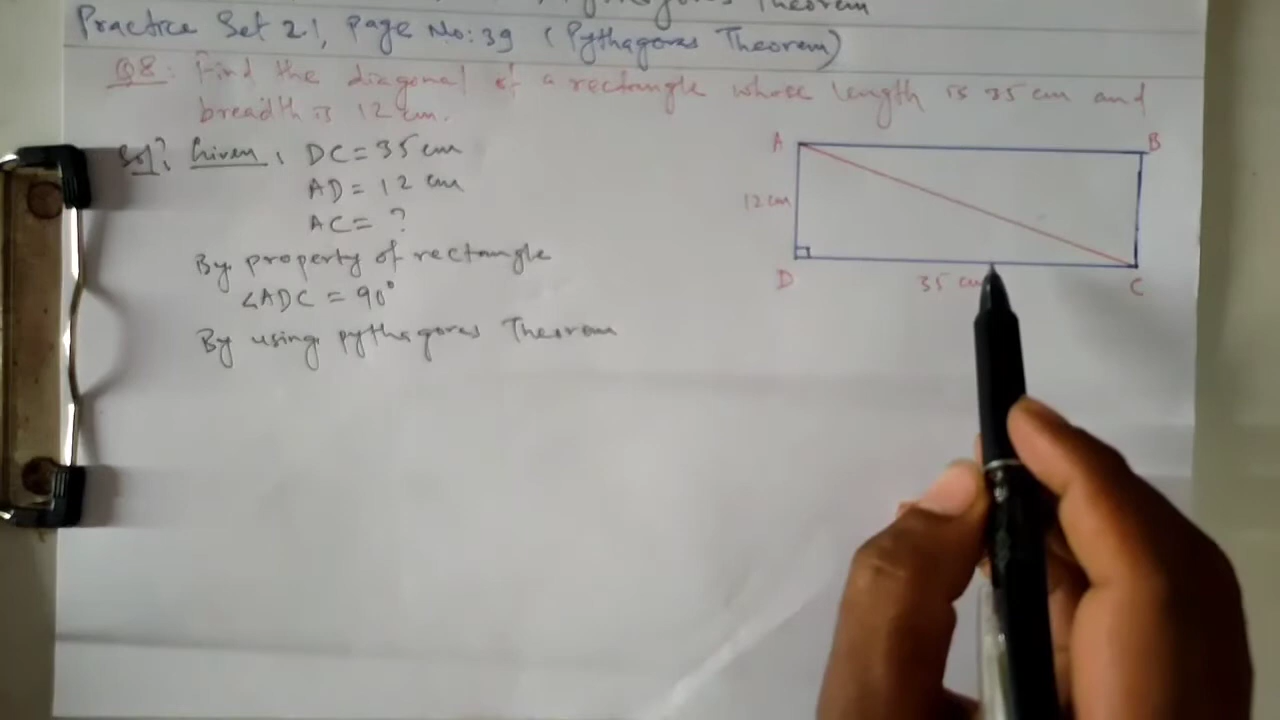 Theorem
Practice Set 2.1, Page No: 39 (Pythagoras Theorem)
Q8: Find the diagonal of a rectangle whose length is 35 cm and
breadth is 12 cm.
Solⁿ: Given, DC = 35 cm
AD = 12 cm
AC = ?
By property of rectangle
∠ADC = 90°
By using pythagoras Theorem
A B
12 cm
D 35 cm C